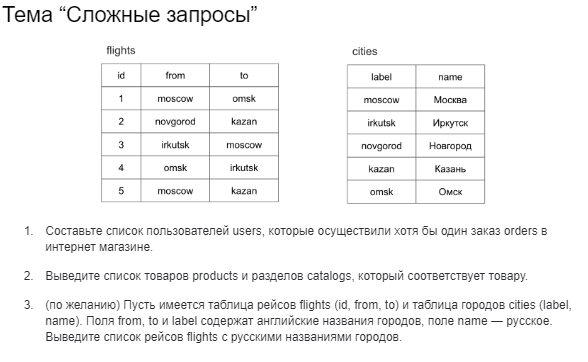 Тема “Сложные запросы”
flights
cities
id from to
label name
1 moscow omsk
moscow Москва
2 novgorod kazan
irkutsk Иркутск
3 irkutsk moscow
novgorod Новгород
4 omsk irkutsk
kazan Казань
5 moscow kazan
omsk Омск
1. Составьте список пользователей users, которые осуществили хотя бы один заказ orders в
интернет магазине.
2. Выведите список товаров products и разделов catalogs, который соответствует товару.
3. (по желанию) Пусть имеется таблица рейсов flights (id, from, to) и таблица городов cities (label,
name). Поля from, to и label содержат английские названия городов, поле name — русское.
Выведите список рейсов flights с русскими названиями городов.